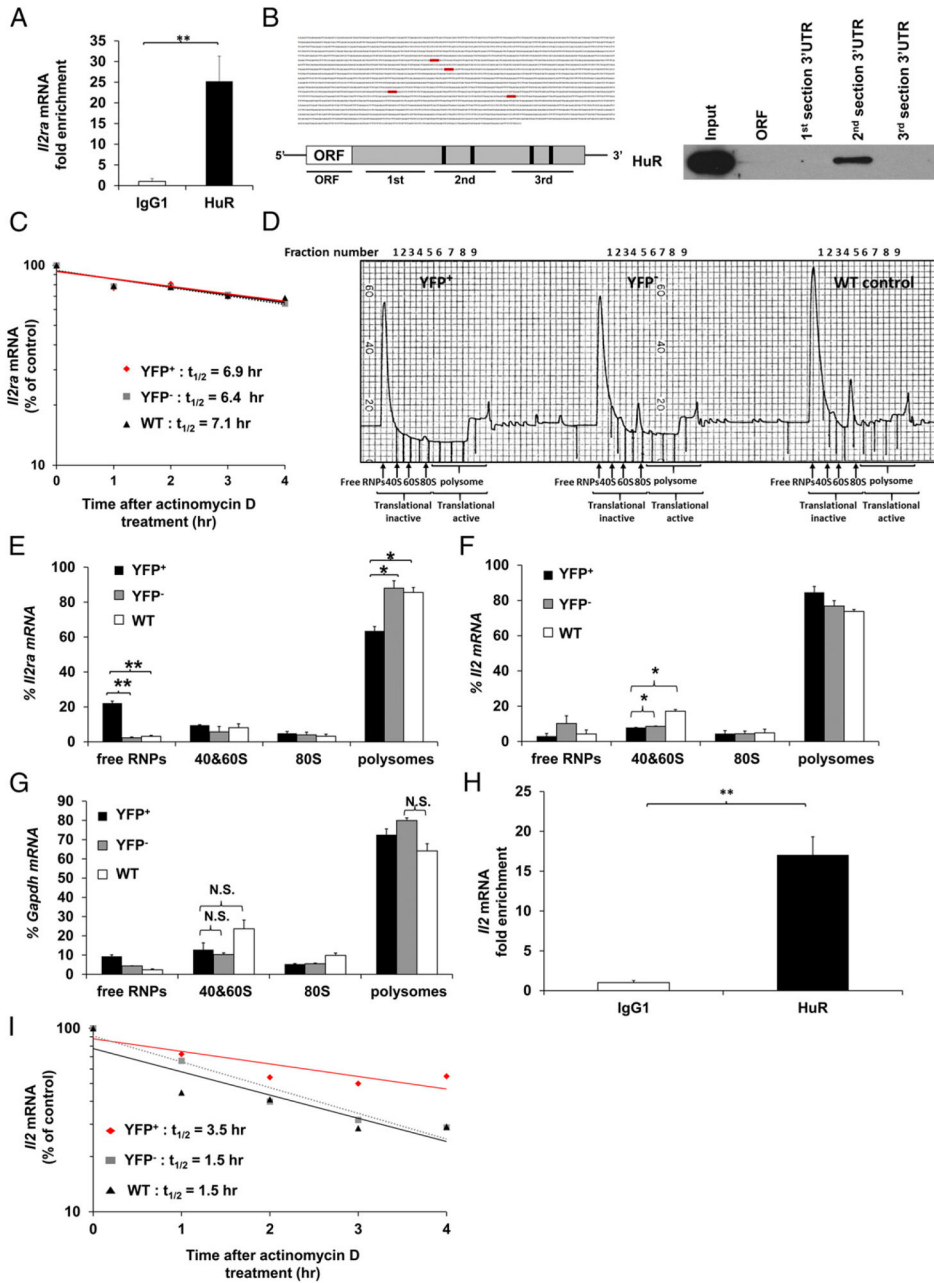 A
**
Il2ra mRNA
fold enrichment
35
30
25
20
15
10
5
0
IgG1
HuR
B
5'
ORF
3'
ORF
1st
2nd
3rd
Input
ORF
1st section 3'UTR
2nd section 3'UTR
3rd section 3'UTR
HuR
C
Il2ra mRNA
(% of control)
100
10
YFP+ : t1/2 = 6.9 hr
YFP- : t1/2 = 6.4 hr
WT : t1/2 = 7.1 hr
0 1 2 3 4
Time after actinomycin D
treatment (hr)
D
Fraction number
1 2 3 4 5 6 7 8 9
1 2 3 4 5 6 7 8 9
1 2 3 4 5 6 7 8 9
YFP+
YFP-
WT control
60
40
20
0
60
40
20
0
60
40
20
0
Free RNPs 40S 60S 80S polysome
Translational inactive
Translational active
Free RNPs 40S 60S 80S polysome
Translational inactive
Translational active
Free RNPs 40S 60S 80S polysome
Translational inactive
Translational active
E
% Il2ra mRNA
100
80
60
40
20
0
YFP+
YFP-
WT
**
**
*
*
free RNPs 40&60S 80S polysomes
F
% Il2 mRNA
100
80
60
40
20
0
YFP+
YFP-
WT
*
*
free RNPs 40&60S 80S polysomes
G
% Gapdh mRNA
90
80
70
60
50
40
30
20
10
0
YFP+
YFP-
WT
N.S.
N.S.
N.S.
free RNPs 40&60S 80S polysomes
H
Il2 mRNA
fold enrichment
25
20
15
10
5
0
**
IgG1
HuR
I
Il2 mRNA
(% of control)
100
10
YFP+ : t1/2 = 3.5 hr
YFP- : t1/2 = 1.5 hr
WT : t1/2 = 1.5 hr
0 1 2 3 4
Time after actinomycin D
treatment (hr)